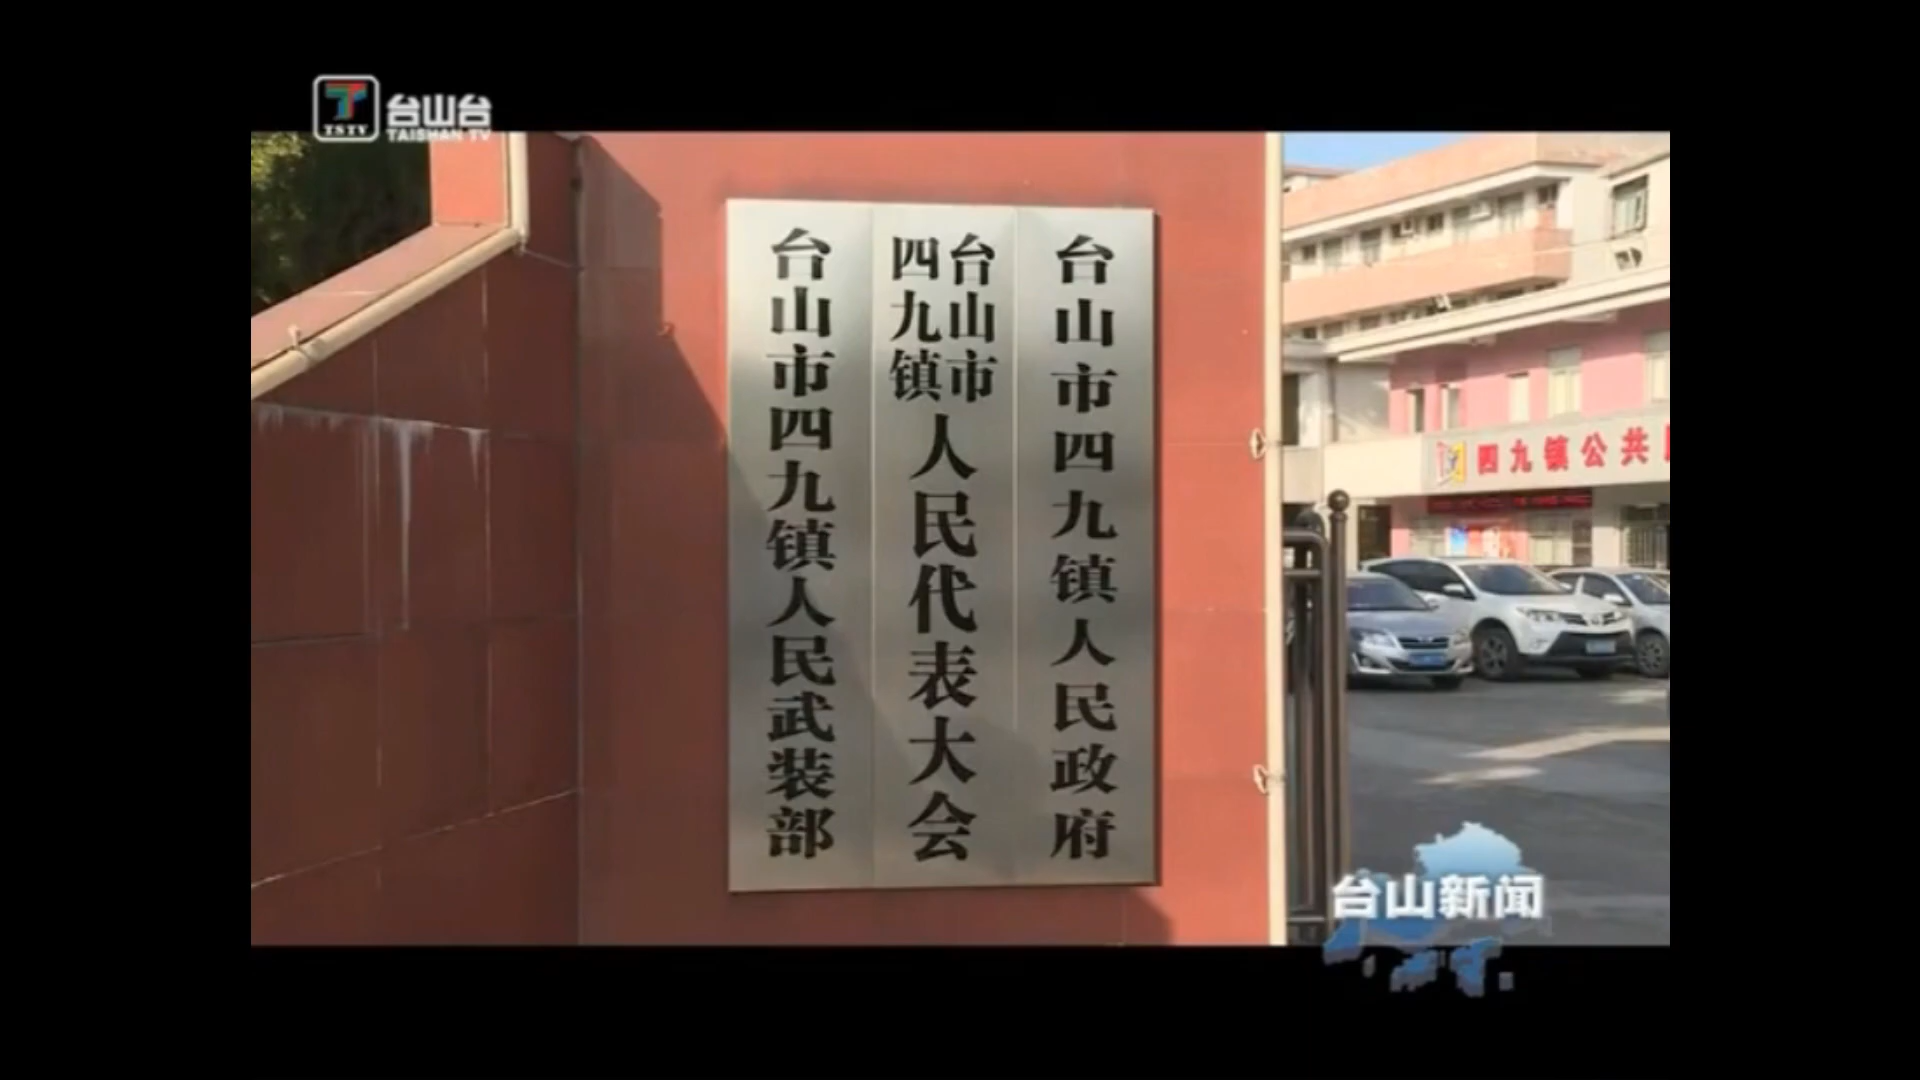 TSTV
台山台
TAISHAN TV
台山市四九镇人民政府
台山市
四九镇
人民代表大会
台山市四九镇人民武装部
四九镇公共
台山新闻